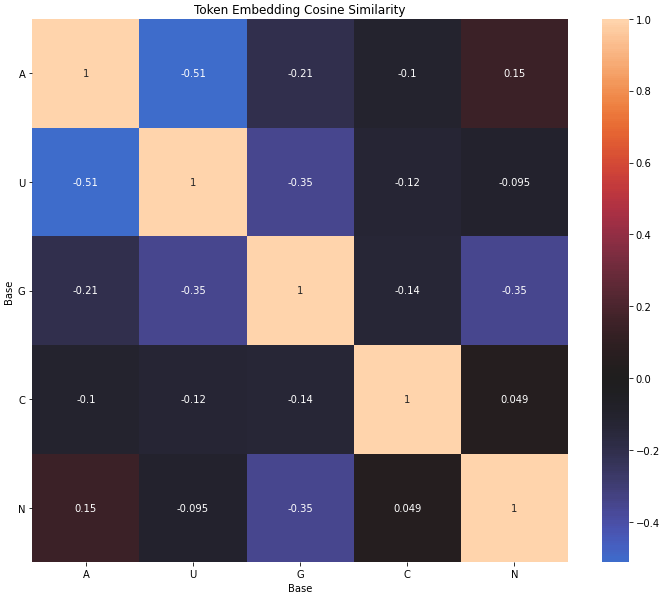 Token Embedding Cosine Similarity
A 1 -0.51 -0.21 -0.1 0.15
U -0.51 1 -0.35 -0.12 -0.095
G -0.21 -0.35 1 -0.14 -0.35
C -0.1 -0.12 -0.14 1 0.049
N 0.15 -0.095 -0.35 0.049 1
Base
A U G C N
Base
1.0
0.8
0.6
0.4
0.2
0.0
−0.2
−0.4